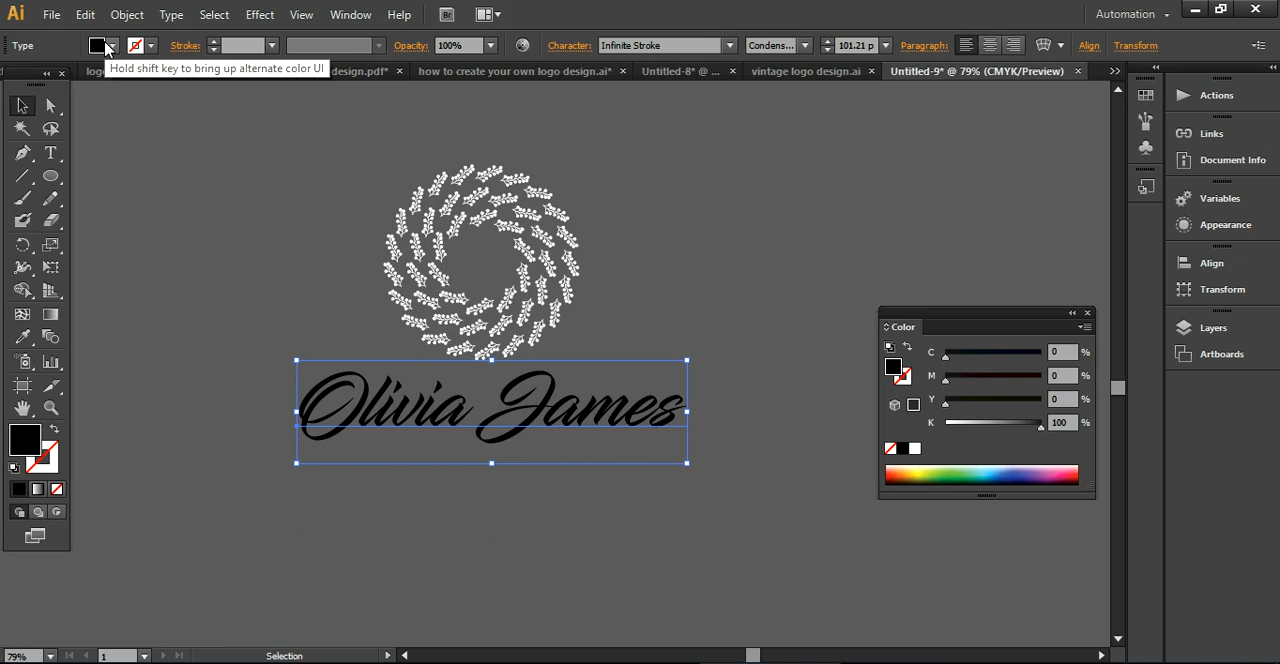 Ai File Edit Object Type Select Effect View Window Help Br Automation
Type Stroke: Opacity: 100% Character: Infinite Stroke Condens... 101.21 p Paragraph: Align Transform
Hold shift key to bring up alternate color UI
design.pdf* × how to create your own logo design.ai* × Untitled-8* @ ... × vintage logo design.ai × Untitled-9* @ 79% (CMYK/Preview) ×
Actions
Links
Document Info
Variables
Appearance
Align
Transform
Layers
Artboards
Color
C 0 %
M 0 %
Y 0 %
K 100 %
Olivia James
79% 1 Selection